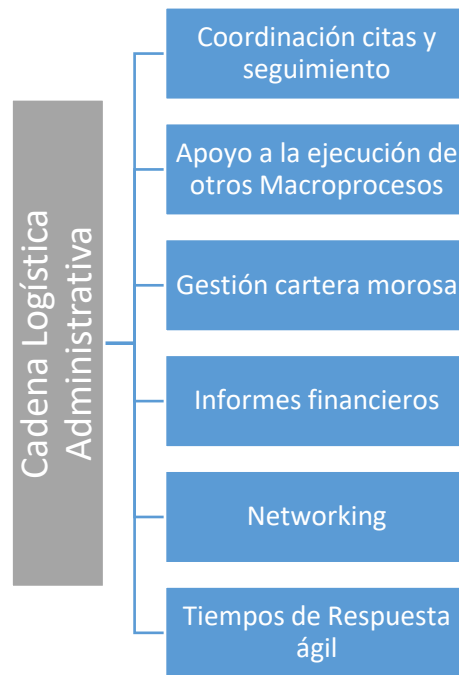 Cadena Logística
Administrativa
Coordinación citas y
seguimiento
Apoyo a la ejecución de
otros Macroprocesos
Gestión cartera morosa
Informes financieros
Networking
Tiempos de Respuesta
ágil